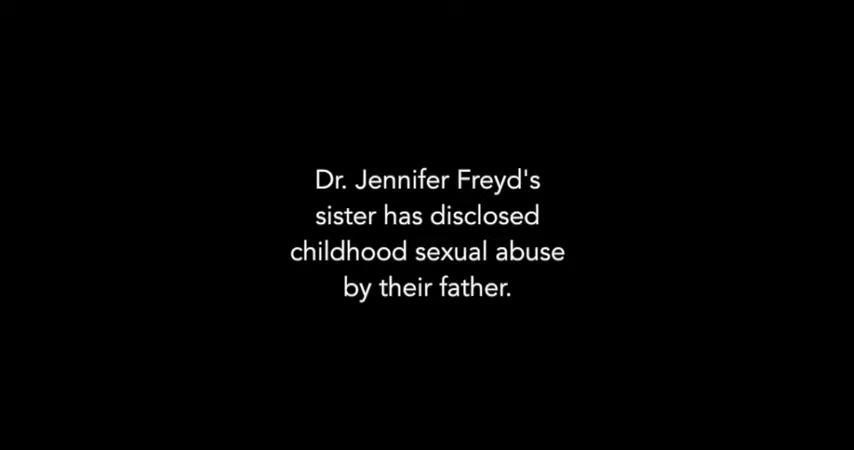 Dr. Jennifer Freyd's
sister has disclosed
childhood sexual abuse
by their father.